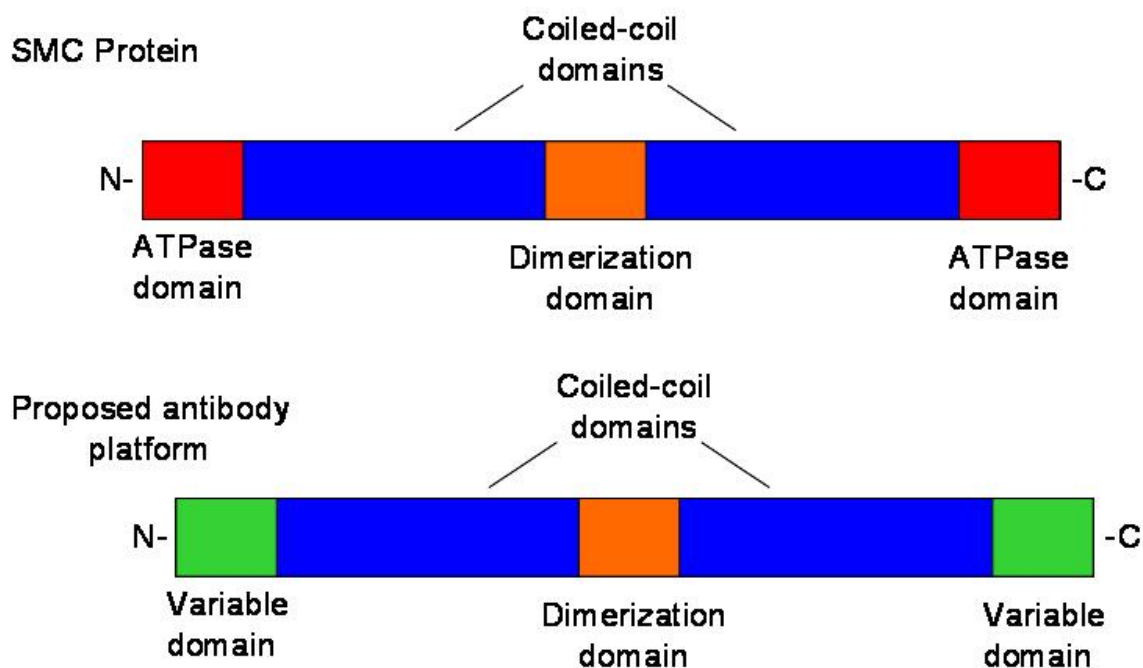 SMC Protein
Coiled-coil
domains
N-
-C
ATPase
domain
Dimerization
domain
ATPase
domain
Proposed antibody
platform
Coiled-coil
domains
N-
-C
Variable
domain
Dimerization
domain
Variable
domain